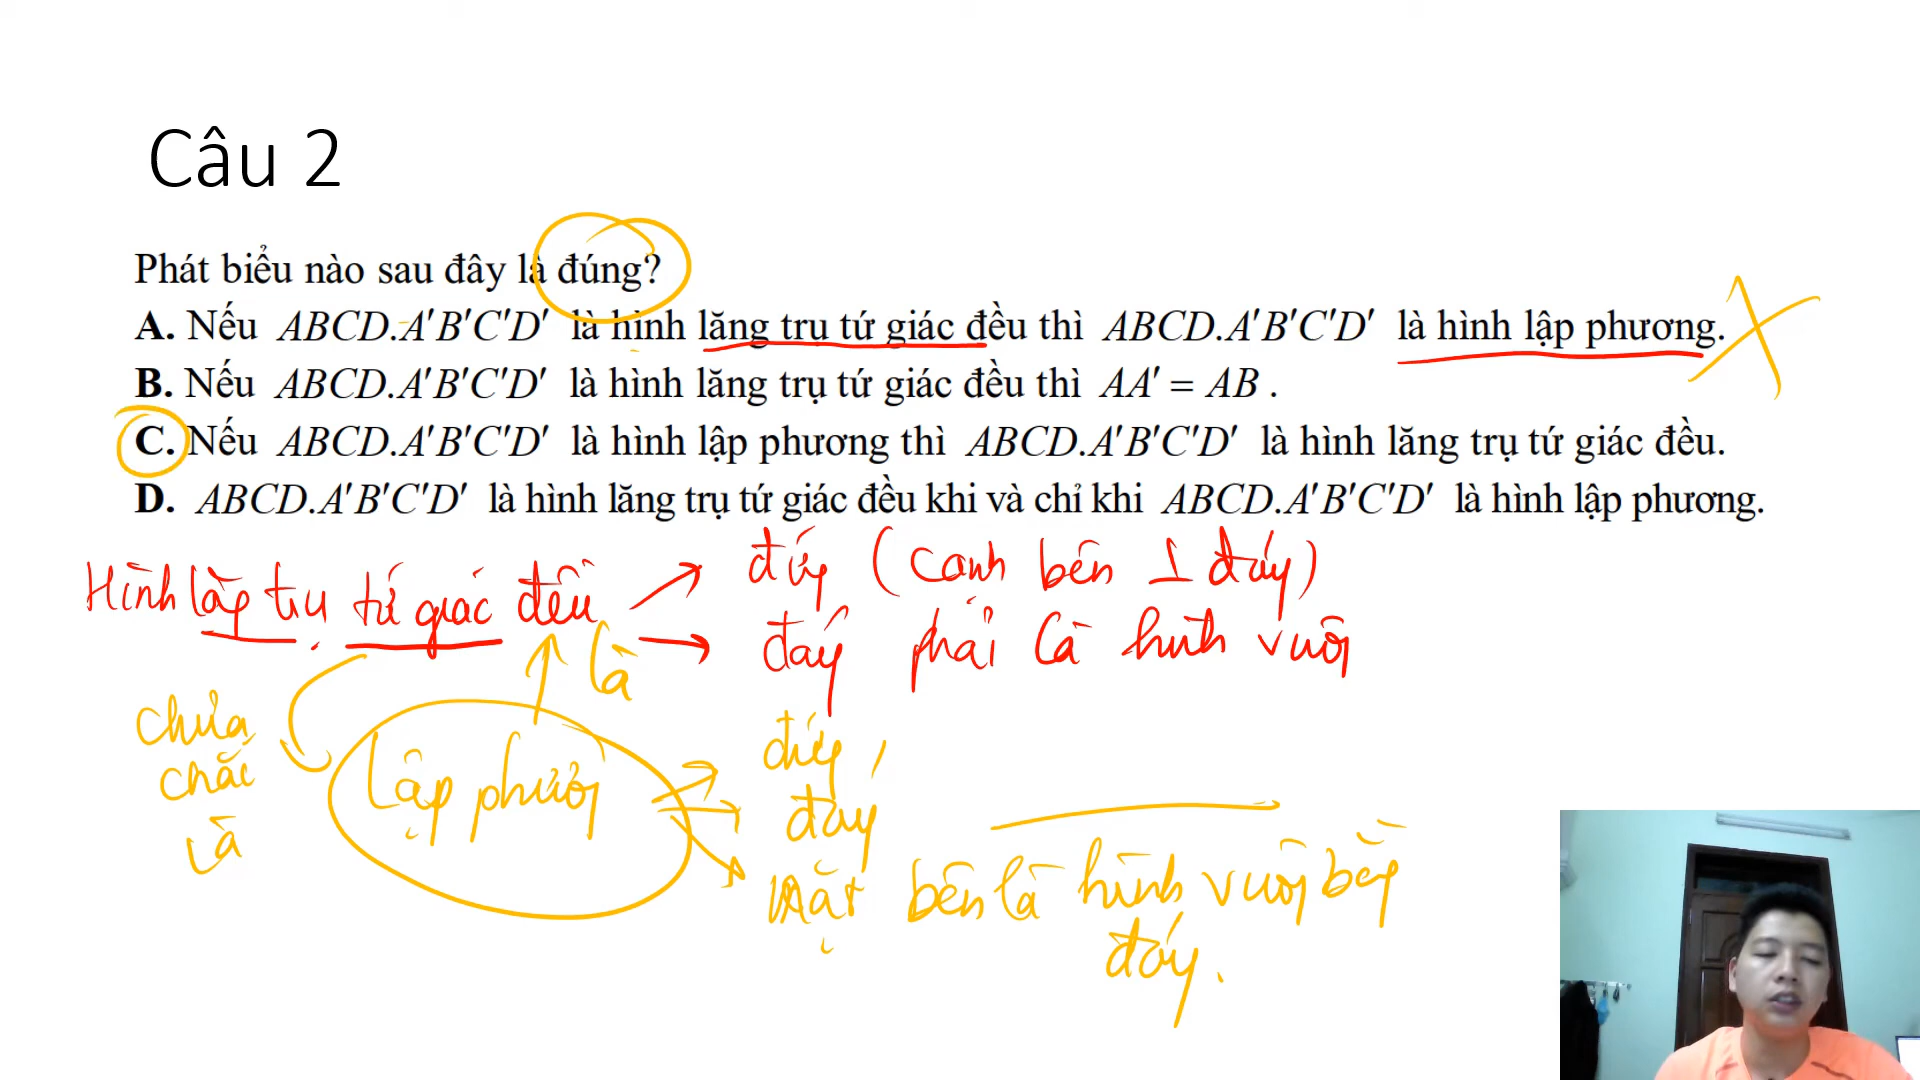 Câu 2
Phát biểu nào sau đây là đúng?
A. Nếu ABCD.A'B'C'D' là hình lăng trụ tứ giác đều thì ABCD.A'B'C'D' là hình lập phương.
B. Nếu ABCD.A'B'C'D' là hình lăng trụ tứ giác đều thì AA' = AB .
C. Nếu ABCD.A'B'C'D' là hình lập phương thì ABCD.A'B'C'D' là hình lăng trụ tứ giác đều.
D. ABCD.A'B'C'D' là hình lăng trụ tứ giác đều khi và chỉ khi ABCD.A'B'C'D' là hình lập phương.
Hình lăng trụ tứ giác đều → đứng (cạnh bên ⊥ đáy)
→ đáy phải là hình vuông
là
chưa
chắc
là
lập phương
đứng,
đáy
mặt bên là hình vuông bằng
đáy.